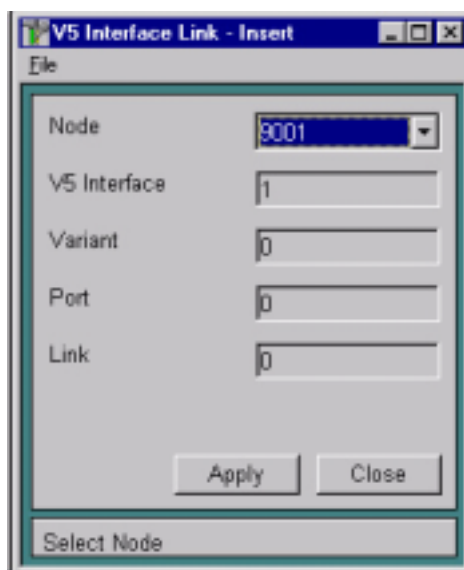 V5 Interface Link - Insert
File
Node 9001
V5 Interface 1
Variant 0
Port 0
Link 0
Apply Close
Select Node